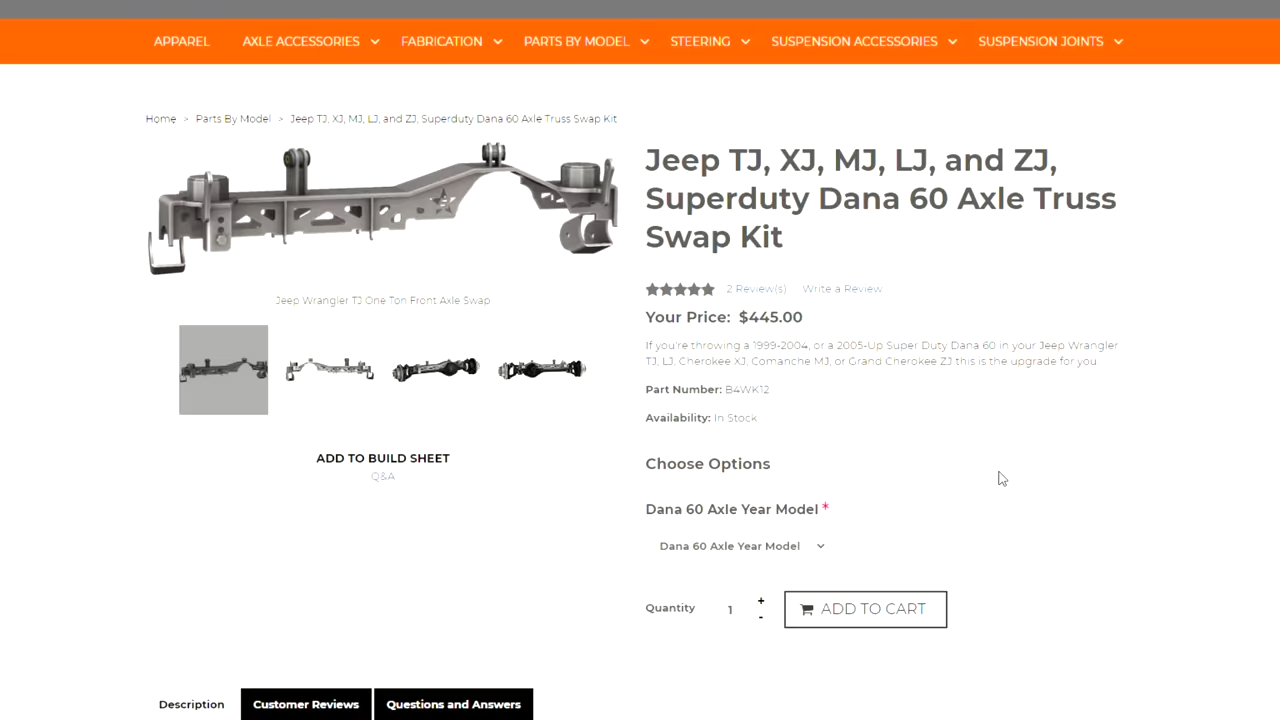 APPAREL AXLE ACCESSORIES FABRICATION PARTS BY MODEL STEERING SUSPENSION ACCESSORIES SUSPENSION JOINTS
Home > Parts By Model > Jeep TJ, XJ, MJ, LJ, and ZJ, Superduty Dana 60 Axle Truss Swap Kit
Jeep Wrangler TJ One Ton Front Axle Swap
ADD TO BUILD SHEET
Q&A
Jeep TJ, XJ, MJ, LJ, and ZJ,
Superduty Dana 60 Axle Truss
Swap Kit
2 Review(s) Write a Review
Your Price: $445.00
If you're throwing a 1999-2004, or a 2005-Up Super Duty Dana 60 in your Jeep Wrangler
TJ, LJ, Cherokee XJ, Comanche MJ, or Grand Cherokee ZJ this is the upgrade for you
Part Number: B4WK12
Availability: In Stock
Choose Options
Dana 60 Axle Year Model *
Dana 60 Axle Year Model
Quantity 1 + - ADD TO CART
Description Customer Reviews Questions and Answers